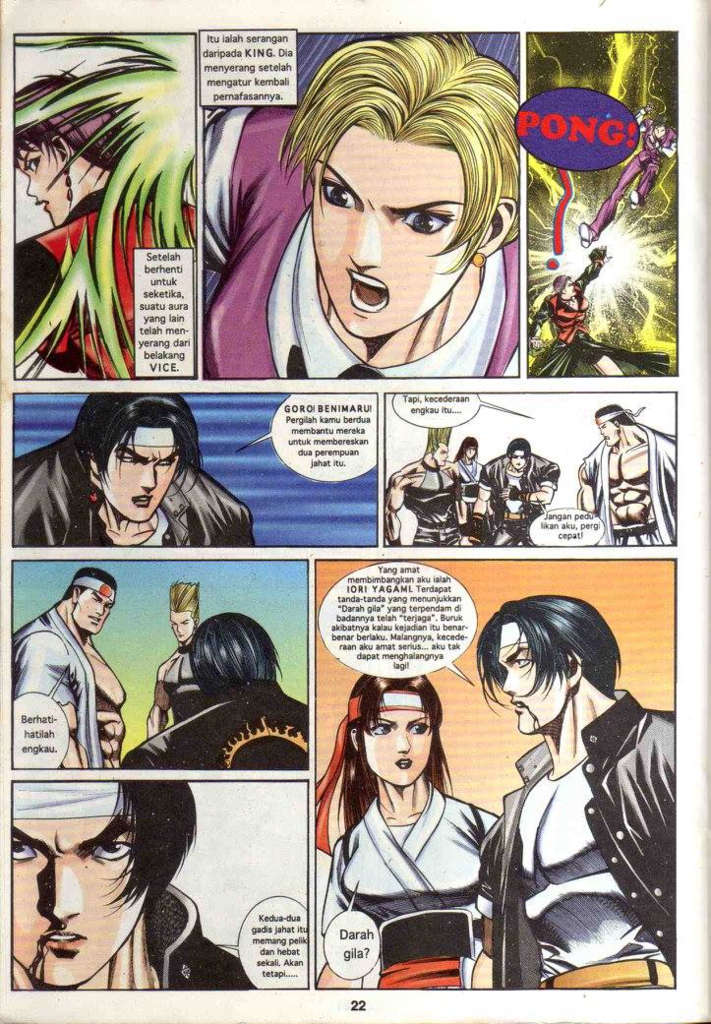 Itu ialah serangan
daripada KING. Dia
menyerang setelah
mengatur kembali
pernafasannya.
Setelah
berhenti
untuk
seketika,
suatu aura
yang lain
telah men-
yerang dari
belakang
VICE.
PONG!
GORO! BENIMARU!
Pergilah kamu berdua
membantu mereka
untuk membereskan
dua perempuan
jahat itu.
Tapi, kecederaan
engkau itu....
Jangan pedu-
likan aku, pergi
cepat!
Berhati-
hatilah
engkau.
Yang amat
membimbangkan aku ialah
IORI YAGAMI. Terdapat
tanda-tanda yang menunjukkan
"Darah gila" yang terpendam di
badannya telah "terjaga". Buruk
akibatnya kalau kejadian itu benar-
benar berlaku. Malangnya, kecede-
raan aku amat serius... aku tak
dapat menghalangnya
lagi!
Kedua-dua
gadis jahat itu
memang pelik
dan hebat
sekali. Akan
tetapi.....
Darah
gila?
22